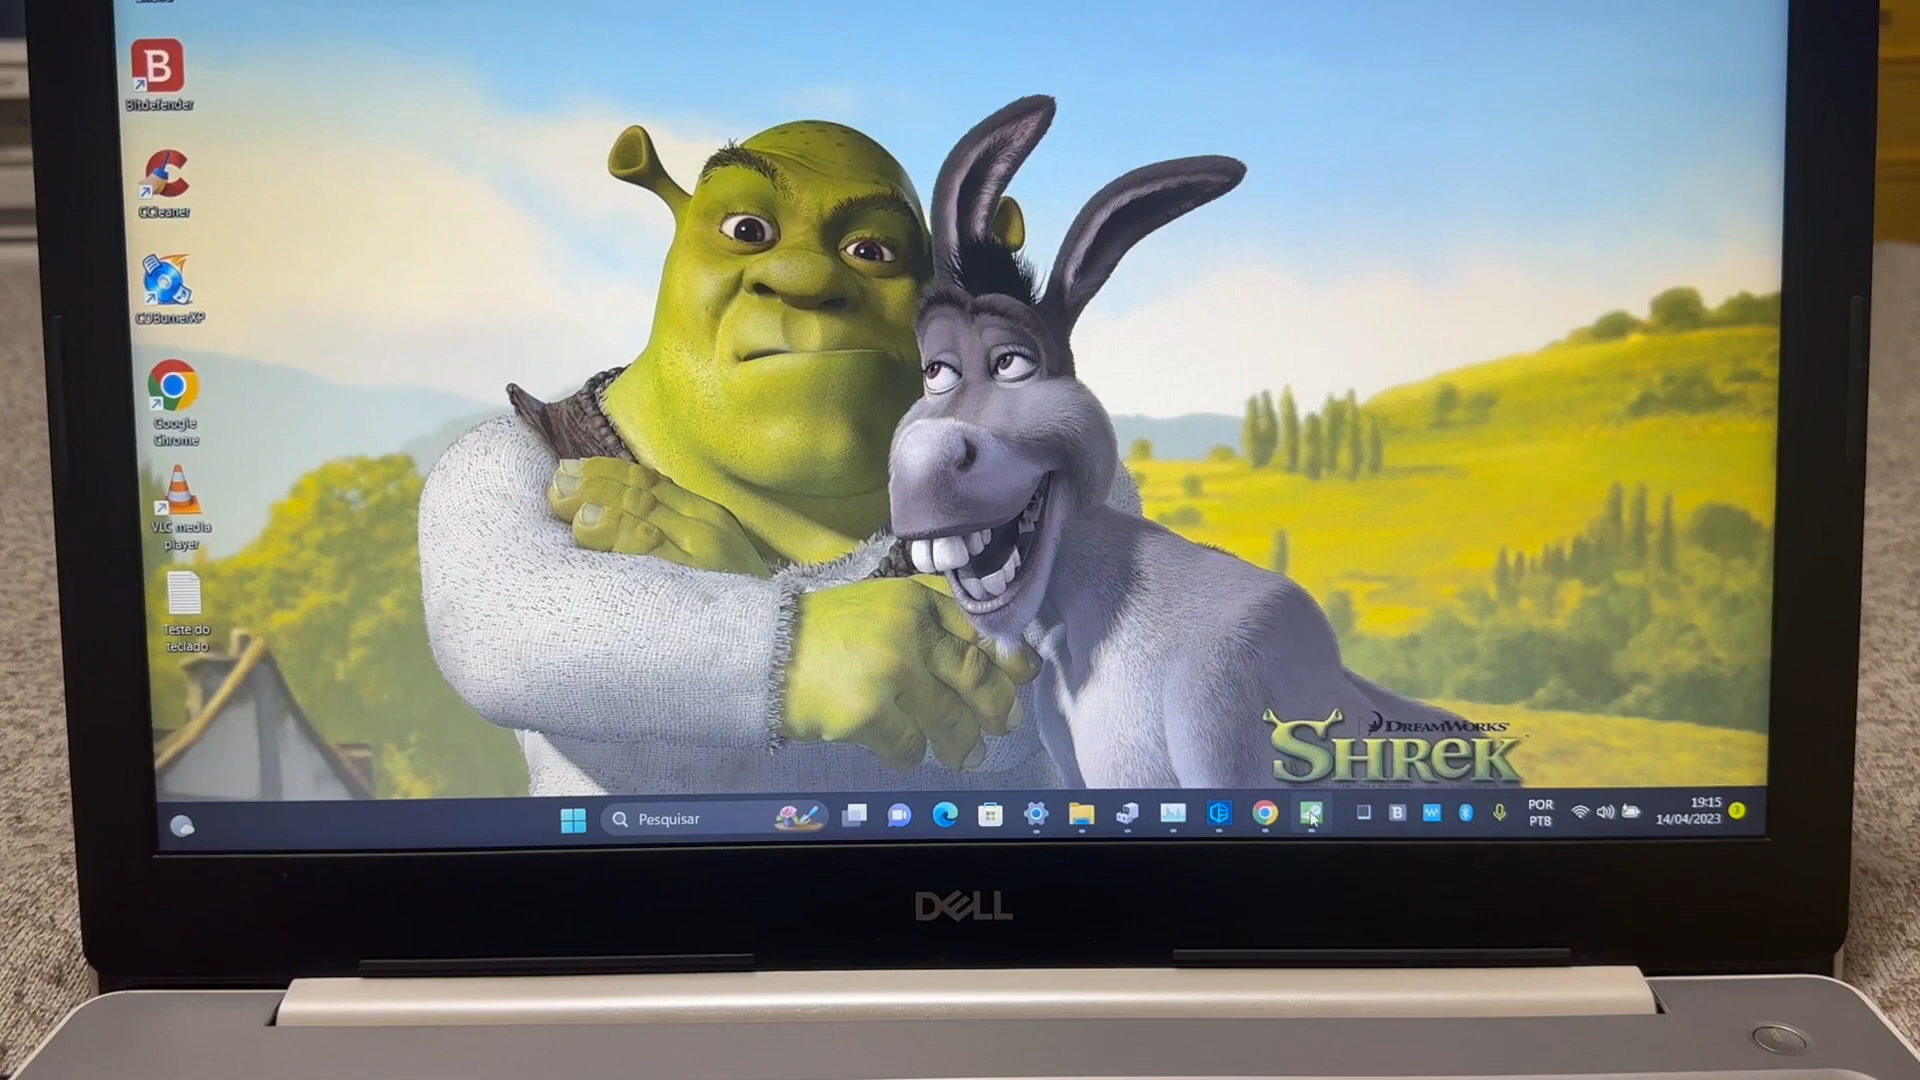 B
Bitdefender
CCleaner
CDBurnerXP
Google
Chrome
VLC media
player
Teste do
teclado
DREAMWORKS
SHREK
Pesquisar
B
POR
PTB
19:15
14/04/2023
3
DELL